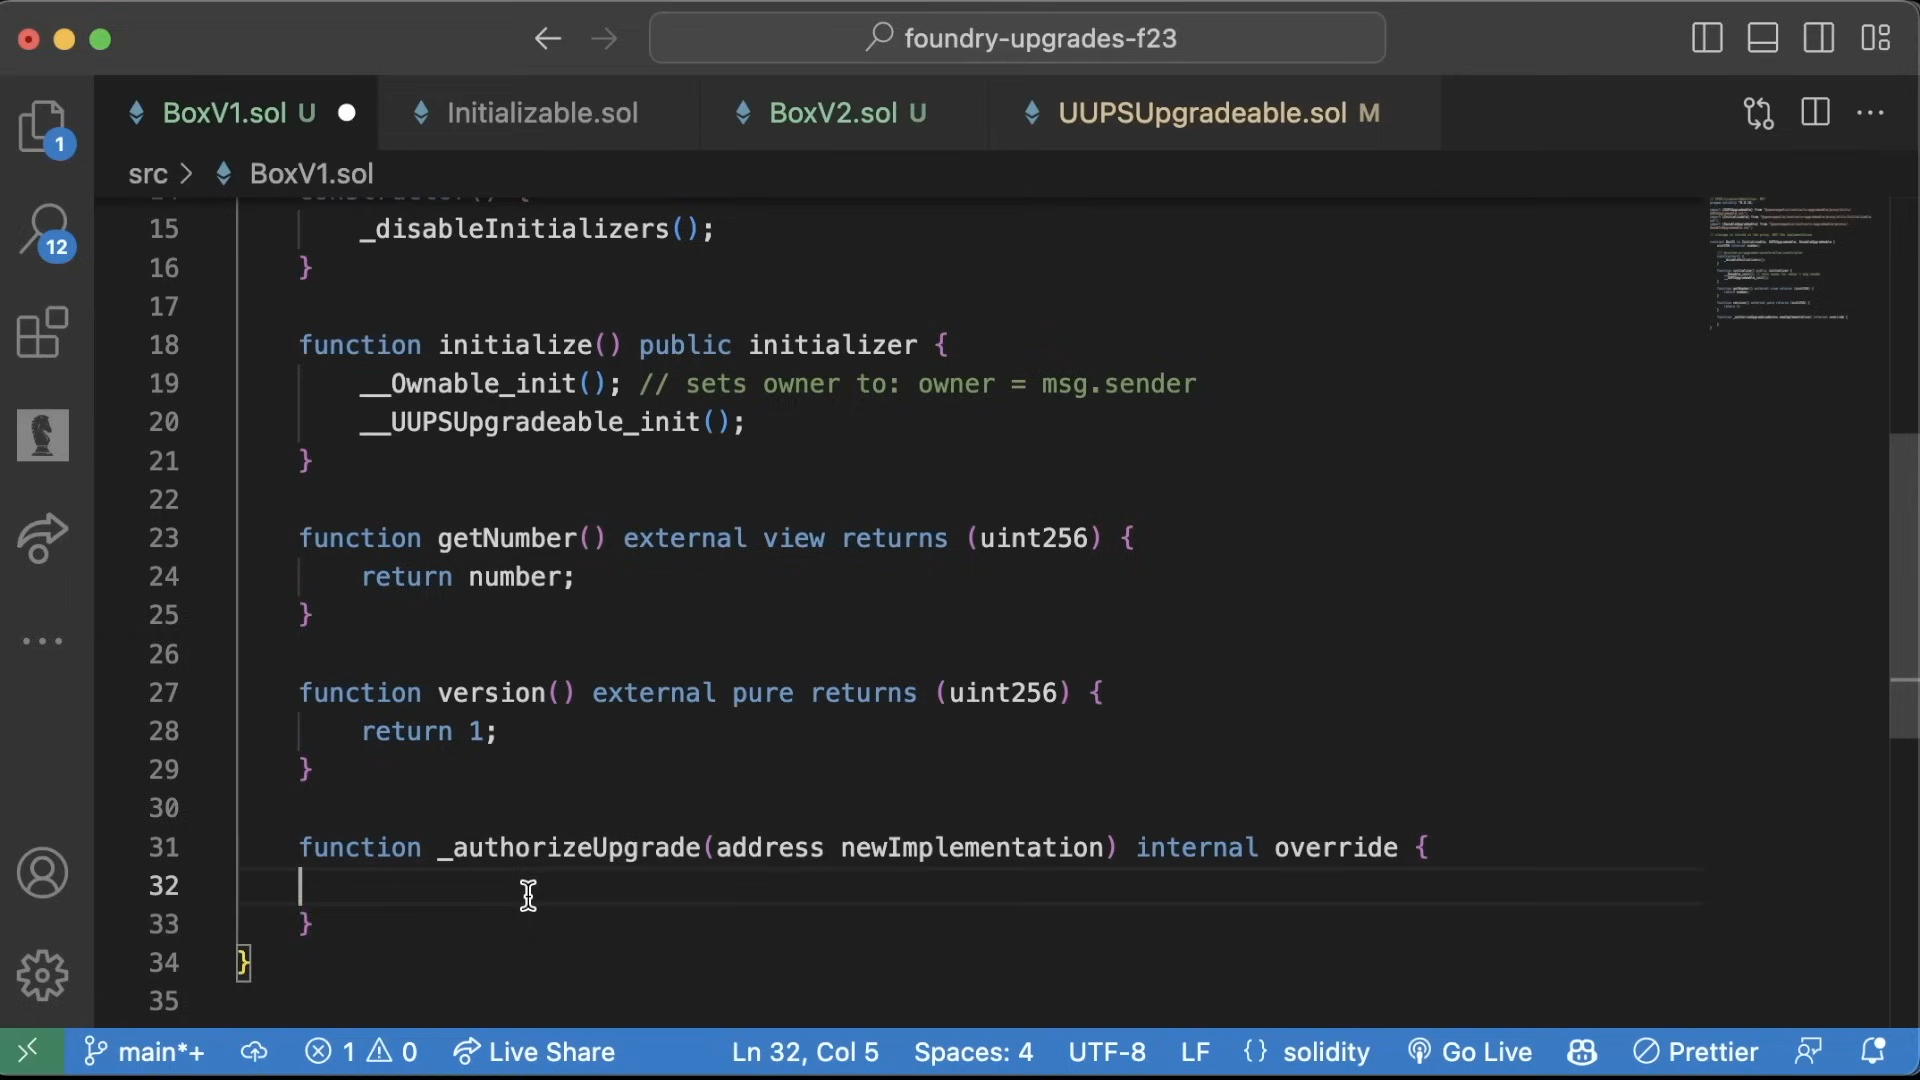 foundry-upgrades-f23
BoxV1.sol U
Initializable.sol
BoxV2.sol U
UUPSUpgradeable.sol M
1
src > BoxV1.sol
12
15 _disableInitializers();
16 }
17
18 function initialize() public initializer {
19 __Ownable_init(); // sets owner to: owner = msg.sender
20 __UUPSUpgradeable_init();
21 }
22
23 function getNumber() external view returns (uint256) {
24 return number;
25 }
26
27 function version() external pure returns (uint256) {
28 return 1;
29 }
30
31 function _authorizeUpgrade(address newImplementation) internal override {
32
33 }
34 }
35
main*+ 1 0 Live Share Ln 32, Col 5 Spaces: 4 UTF-8 LF {} solidity Go Live Prettier